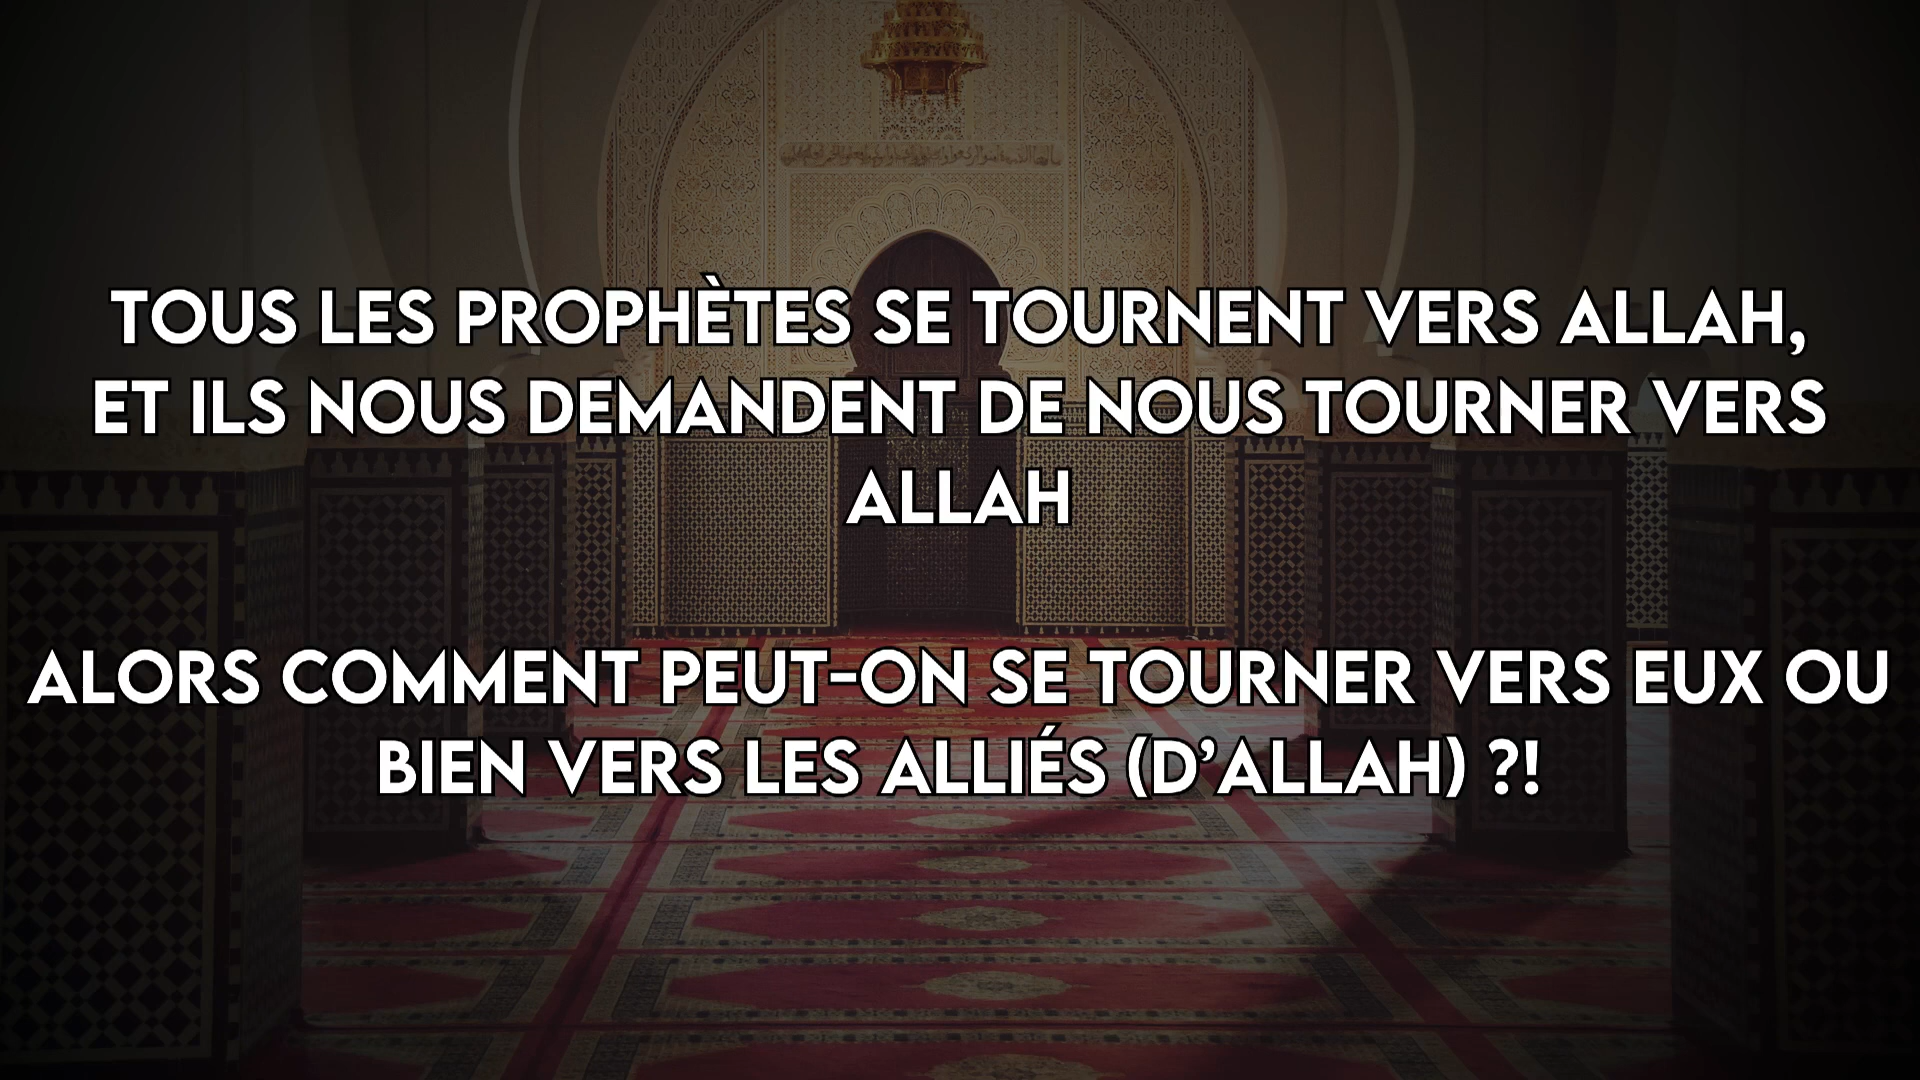 TOUS LES PROPHÈTES SE TOURNENT VERS ALLAH,
ET ILS NOUS DEMANDENT DE NOUS TOURNER VERS
ALLAH
ALORS COMMENT PEUT-ON SE TOURNER VERS EUX OU
BIEN VERS LES ALLIÉS (D’ALLAH) ?!